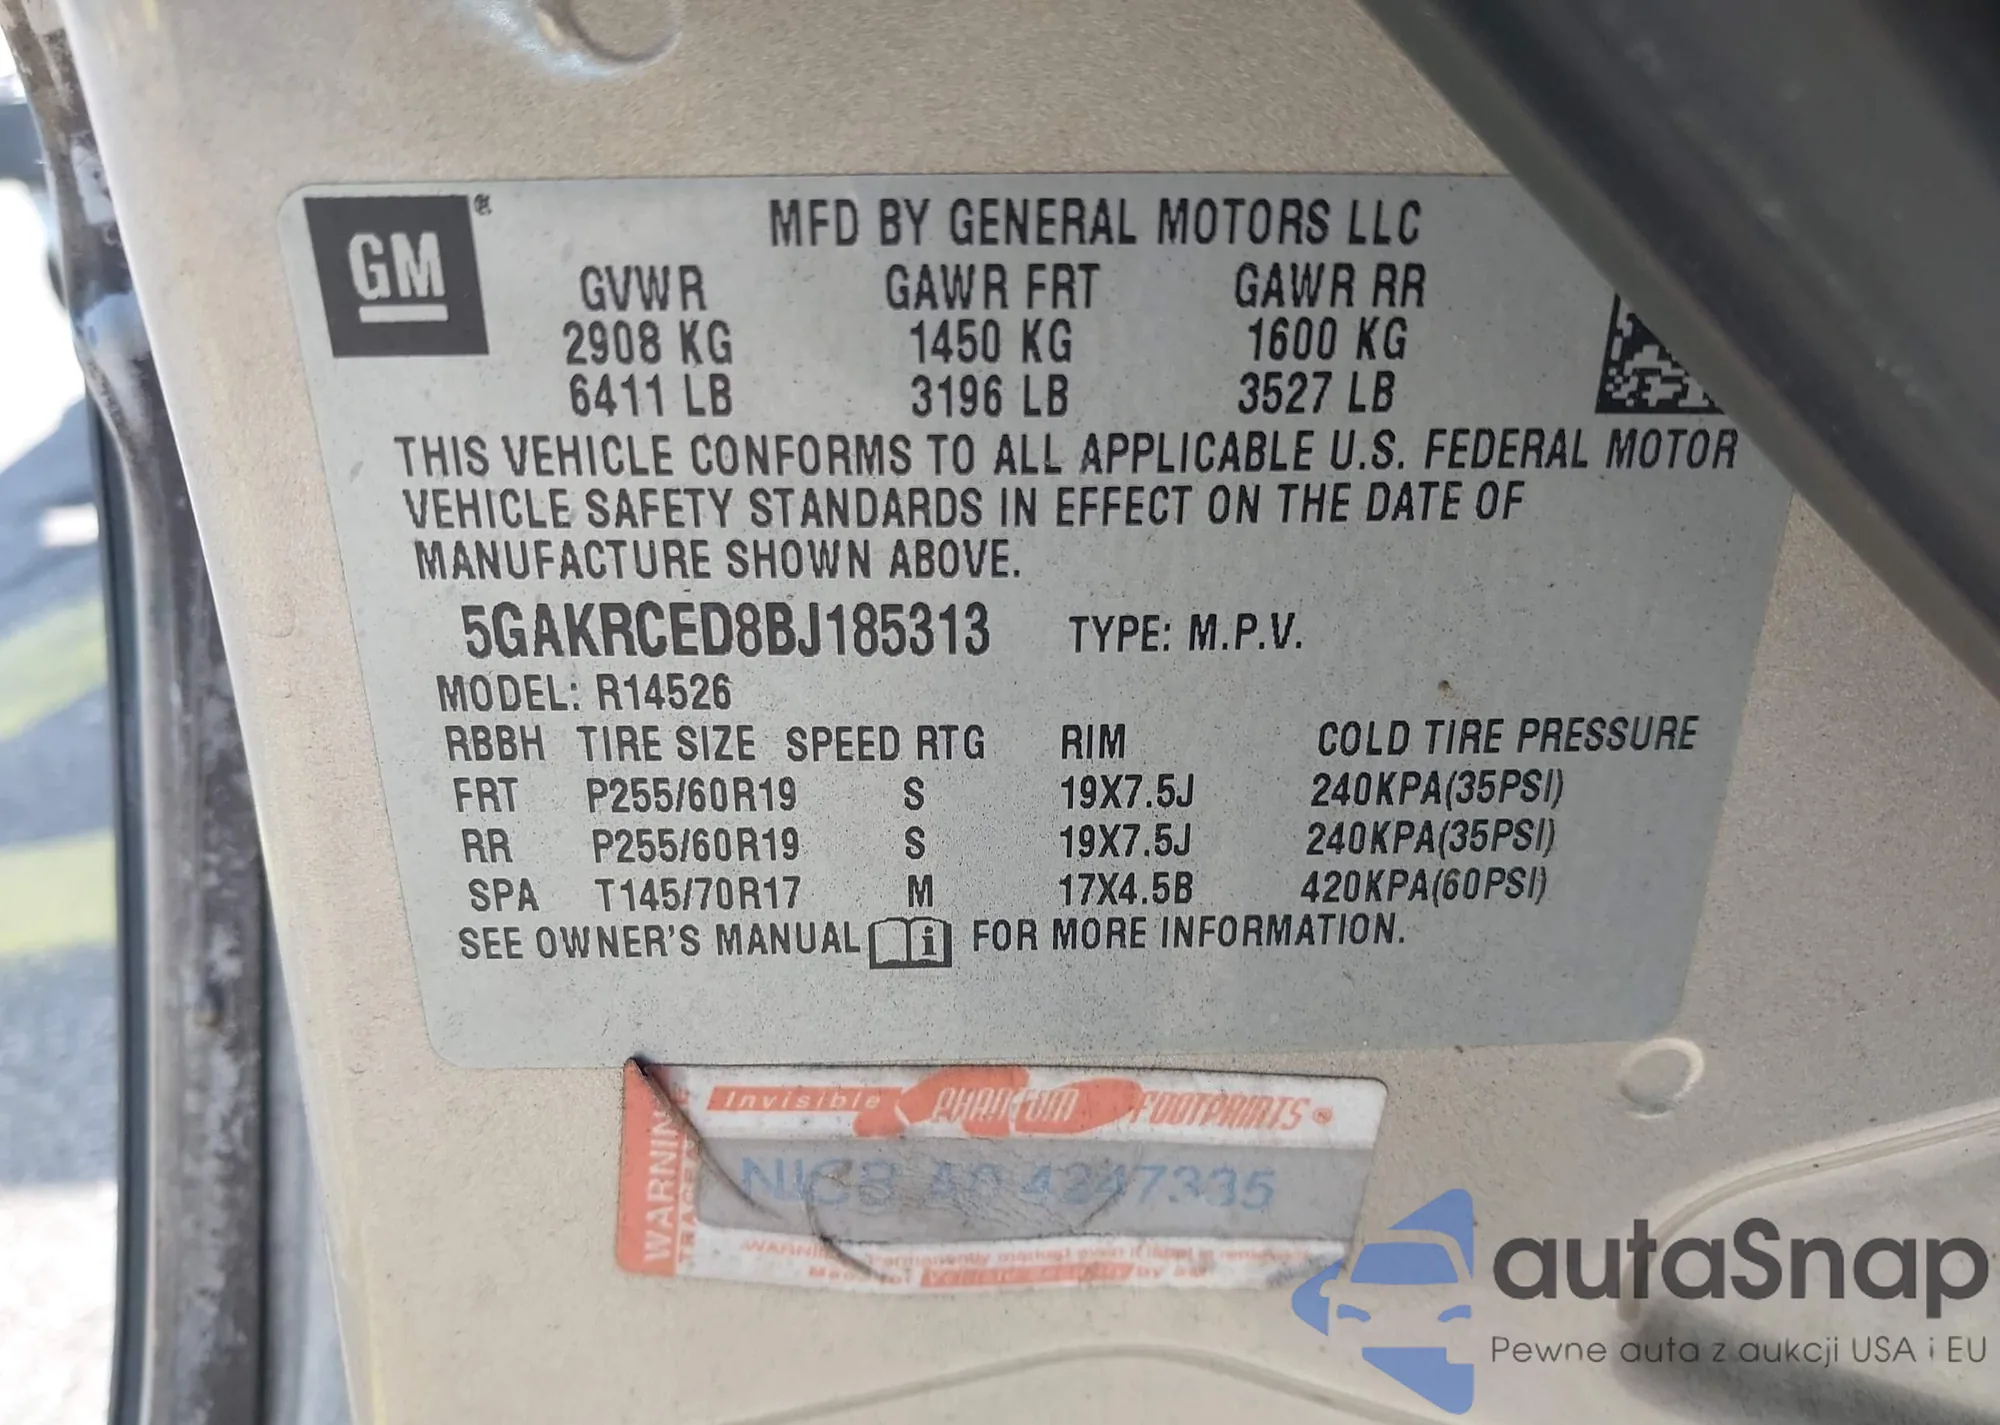 GM ®
MFD BY GENERAL MOTORS LLC
GVWR GAWR FRT GAWR RR
2908 KG 1450 KG 1600 KG
6411 LB 3196 LB 3527 LB
THIS VEHICLE CONFORMS TO ALL APPLICABLE U.S. FEDERAL MOTOR
VEHICLE SAFETY STANDARDS IN EFFECT ON THE DATE OF
MANUFACTURE SHOWN ABOVE.
5GAKRCED8BJ185313 TYPE: M.P.V.
MODEL: R14526
RBBH TIRE SIZE SPEED RTG RIM COLD TIRE PRESSURE
FRT P255/60R19 S 19X7.5J 240KPA(35PSI)
RR P255/60R19 S 19X7.5J 240KPA(35PSI)
SPA T145/70R17 M 17X4.5B 420KPA(60PSI)
SEE OWNER'S MANUAL i FOR MORE INFORMATION.
WARNING
Invisible PHANTOM FOOTPRINTS®
NICB 4247335
autaSnap
Pewne auta z aukcji USA i EU